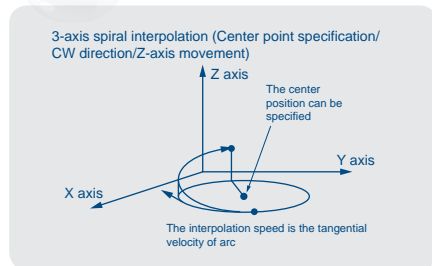 3-axis spiral interpolation (Center point specification/
CW direction/Z-axis movement)
Z axis
The center
position can be
specified
Y axis
X axis
The interpolation speed is the tangential
velocity of arc